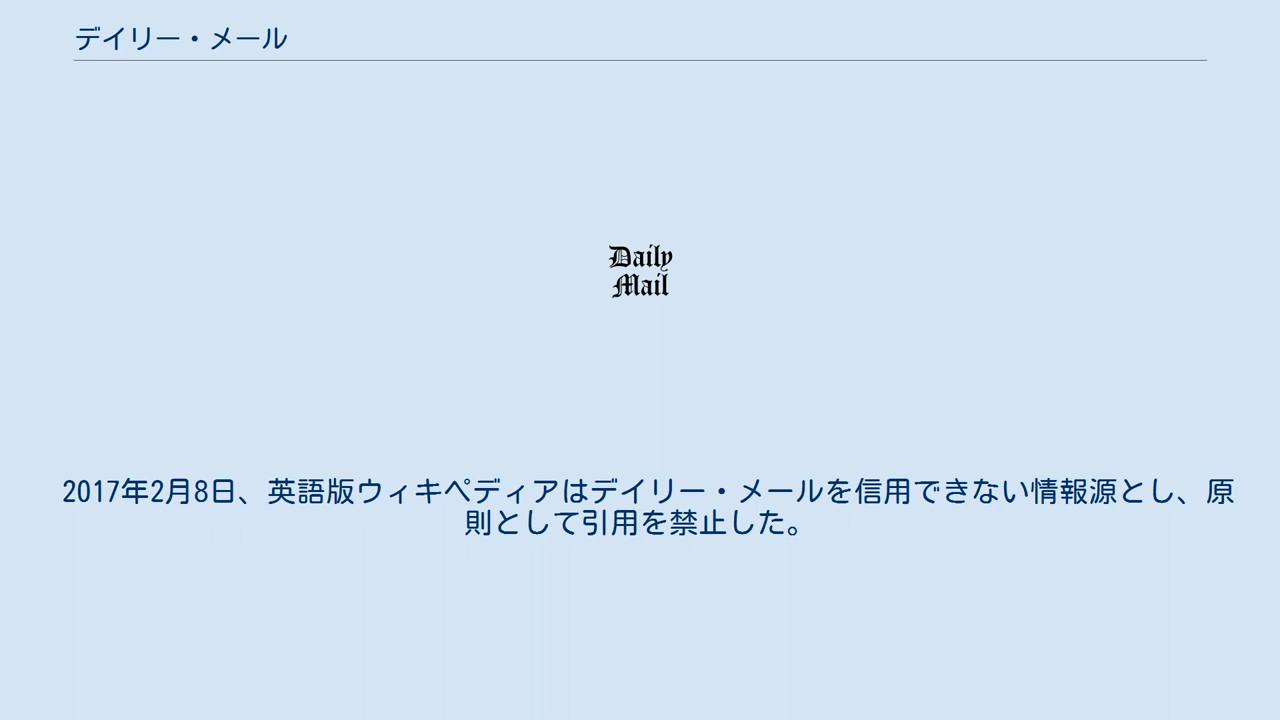 デイリー・メール
Daily
Mail
2017年2月8日、英語版ウィキペディアはデイリー・メールを信用できない情報源とし、原
則として引用を禁止した。